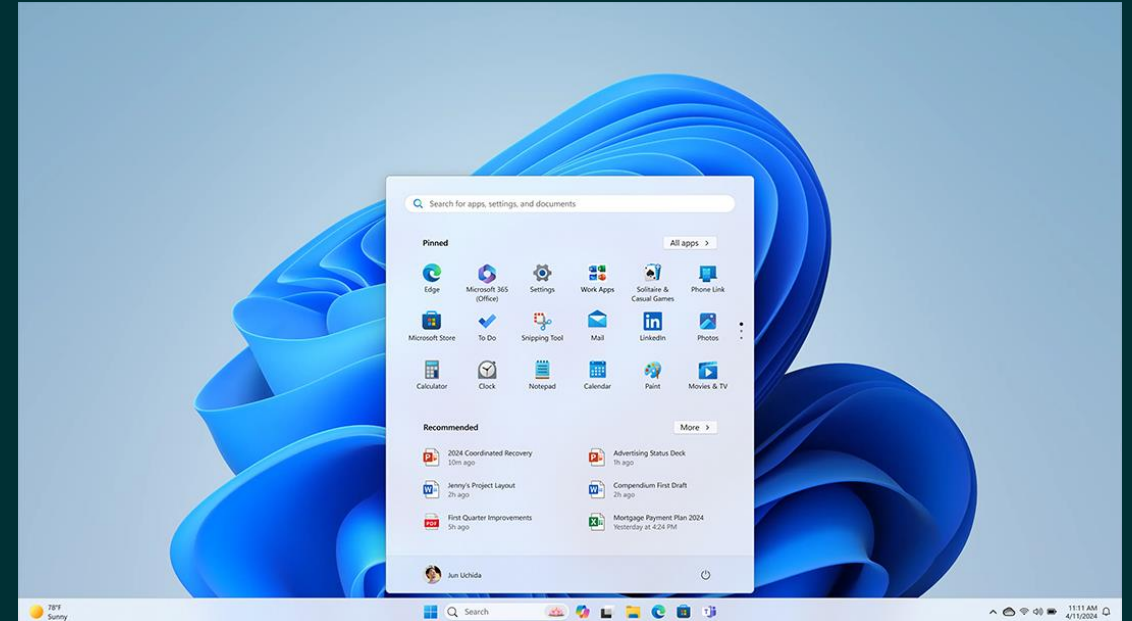 Search for apps, settings, and documents
Pinned
All apps >
Edge
Microsoft 365
(Office)
Settings
Work Apps
Solitaire &
Casual Games
Phone Link
Microsoft Store
To Do
Snipping Tool
Mail
LinkedIn
Photos
Calculator
Clock
Notepad
Calendar
Paint
Movies & TV
Recommended
More >
2024 Coordinated Recovery
10m ago
Advertising Status Deck
1h ago
Jenny's Project Layout
2h ago
Compendium First Draft
2h ago
First Quarter Improvements
5h ago
Mortgage Payment Plan 2024
Yesterday at 4:24 PM
Jun Uchida
78°F
Sunny
Search
11:11 AM
4/11/2024